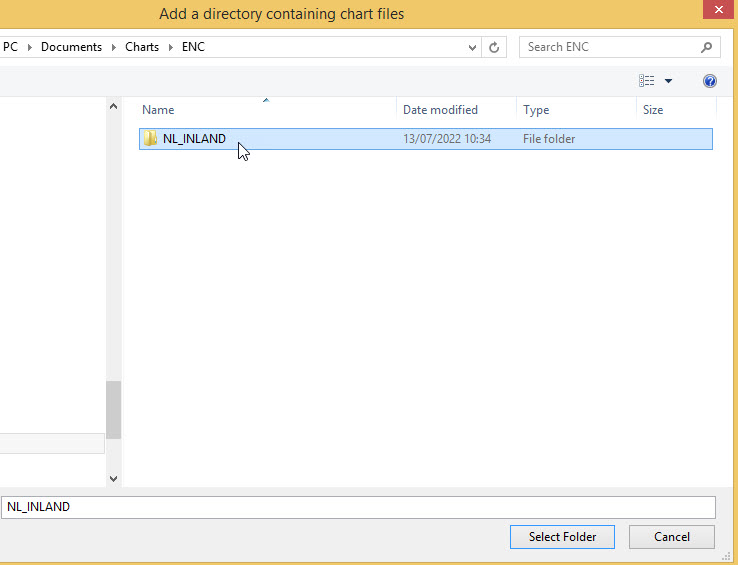 Add a directory containing chart files
PC Documents Charts ENC
Search ENC
Name Date modified Type Size
NL_INLAND 13/07/2022 10:34 File folder
NL_INLAND
Select Folder Cancel